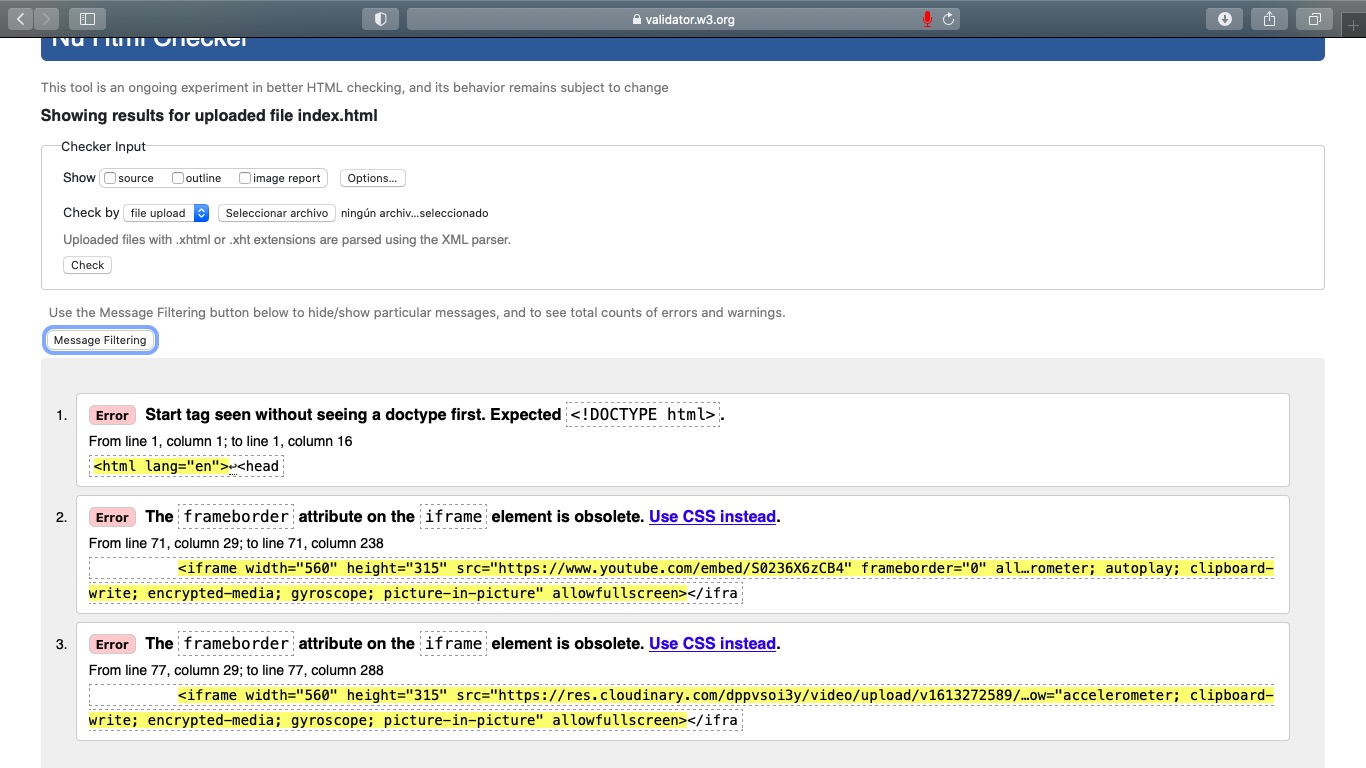 validator.w3.org
Nu Html Checker
This tool is an ongoing experiment in better HTML checking, and its behavior remains subject to change
Showing results for uploaded file index.html
Checker Input
Show source outline image report Options...
Check by file upload Seleccionar archivo ningún archiv...seleccionado
Uploaded files with .xhtml or .xht extensions are parsed using the XML parser.
Check
Use the Message Filtering button below to hide/show particular messages, and to see total counts of errors and warnings.
Message Filtering
1. Error Start tag seen without seeing a doctype first. Expected <!DOCTYPE html>.
From line 1, column 1; to line 1, column 16
<html lang="en">↩<head
2. Error The frameborder attribute on the iframe element is obsolete. Use CSS instead.
From line 71, column 29; to line 71, column 238
<iframe width="560" height="315" src="https://www.youtube.com/embed/S0236X6zCB4" frameborder="0" all…rometer; autoplay; clipboard-
write; encrypted-media; gyroscope; picture-in-picture" allowfullscreen></ifra
3. Error The frameborder attribute on the iframe element is obsolete. Use CSS instead.
From line 77, column 29; to line 77, column 288
<iframe width="560" height="315" src="https://res.cloudinary.com/dppvsoi3y/video/upload/v1613272589/…ow="accelerometer; clipboard-
write; encrypted-media; gyroscope; picture-in-picture" allowfullscreen></ifra